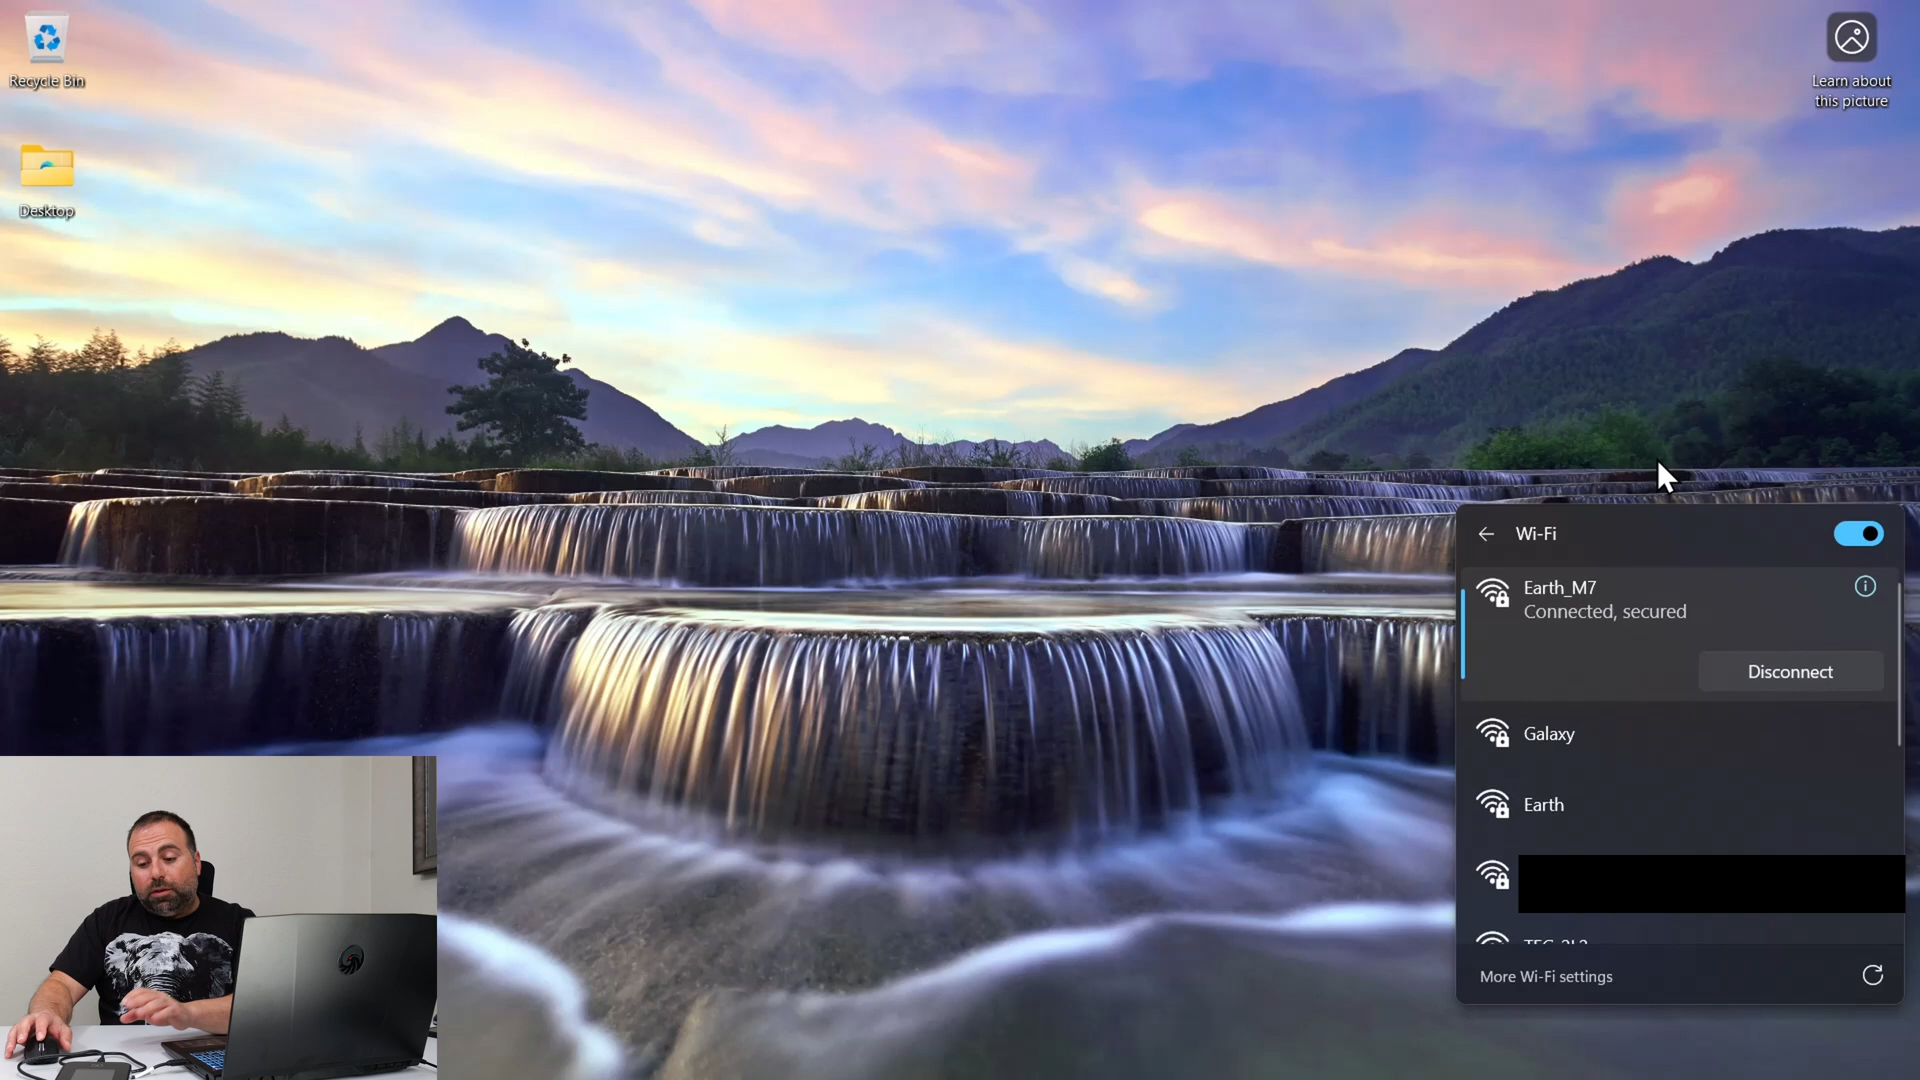 Recycle Bin
Desktop
Learn about
this picture
Wi-Fi
Earth_M7
Connected, secured
Disconnect
Galaxy
Earth
More Wi-Fi settings